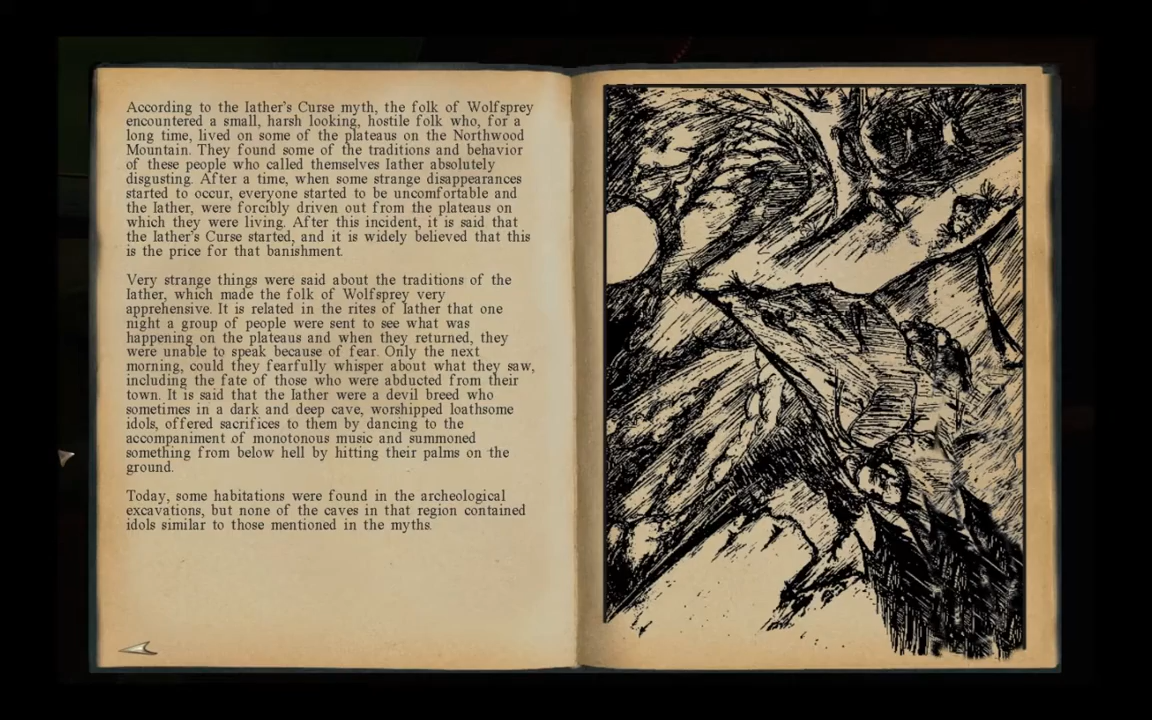 According to the Iather's Curse myth, the folk of Wolfsprey
encountered a small, harsh looking, hostile folk who, for a
long time, lived on some of the plateaus on the Northwood
Mountain. They found some of the traditions and behavior
of these people who called themselves Iather absolutely
disgusting. After a time, when some strange disappearances
started to occur, everyone started to be uncomfortable and
the Iather, were forcibly driven out from the plateaus on
which they were living. After this incident, it is said that
the Iather's Curse started, and it is widely believed that this
is the price for that banishment.
Very strange things were said about the traditions of the
Iather, which made the folk of Wolfsprey very
apprehensive. It is related in the rites of Iather that one
night a group of people were sent to see what was
happening on the plateaus and when they returned, they
were unable to speak because of fear. Only the next
morning, could they fearfully whisper about what they saw,
including the fate of those who were abducted from their
town. It is said that the Iather were a devil breed who
sometimes in a dark and deep cave, worshipped loathsome
idols, offered sacrifices to them by dancing to the
accompaniment of monotonous music and summoned
something from below hell by hitting their palms on the
ground.
Today, some habitations were found in the archeological
excavations, but none of the caves in that region contained
idols similar to those mentioned in the myths.